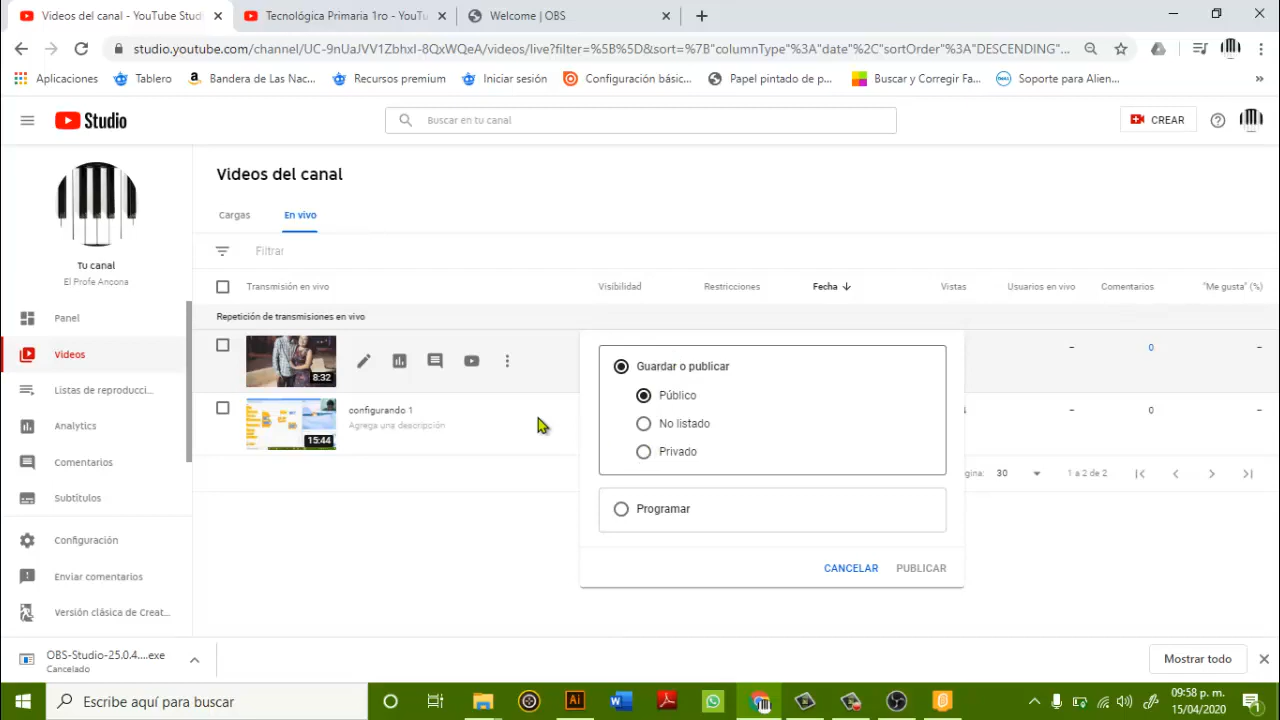 Videos del canal - YouTube Studi
Tecnológica Primaria 1ro - YouTu
Welcome | OBS
studio.youtube.com/channel/UC-9nUaJVV1ZbhxI-8QxWQeA/videos/live?filter=%5B%5D&sort=%7B"columnType"%3A"date"%2C"sortOrder"%3A"DESCENDING"...
Aplicaciones
Tablero
Bandera de Las Nac...
Recursos premium
Iniciar sesión
Configuración básic...
Papel pintado de p...
Buscar y Corregir Fa...
Soporte para Alien...
»
Studio
Buscar en tu canal
CREAR
Videos del canal
Cargas
En vivo
Filtrar
Tu canal
El Profe Ancona
Transmisión en vivo
Visibilidad
Restricciones
Fecha
Vistas
Usuarios en vivo
Comentarios
"Me gusta" (%)
Repetición de transmisiones en vivo
Panel
Videos
Listas de reproducci...
Analytics
Comentarios
Subtítulos
Configuración
Enviar comentarios
Versión clásica de Creat...
8:32
– 0 –
configurando 1
Agrega una descripción
15:44
– 0 –
Guardar o publicar
Público
No listado
Privado
Programar
CANCELAR
PUBLICAR
gina: 30
1 a 2 de 2
OBS-Studio-25.0.4....exe
Cancelado
Mostrar todo
Escribe aquí para buscar
Ai
W
09:58 p. m.
15/04/2020
1